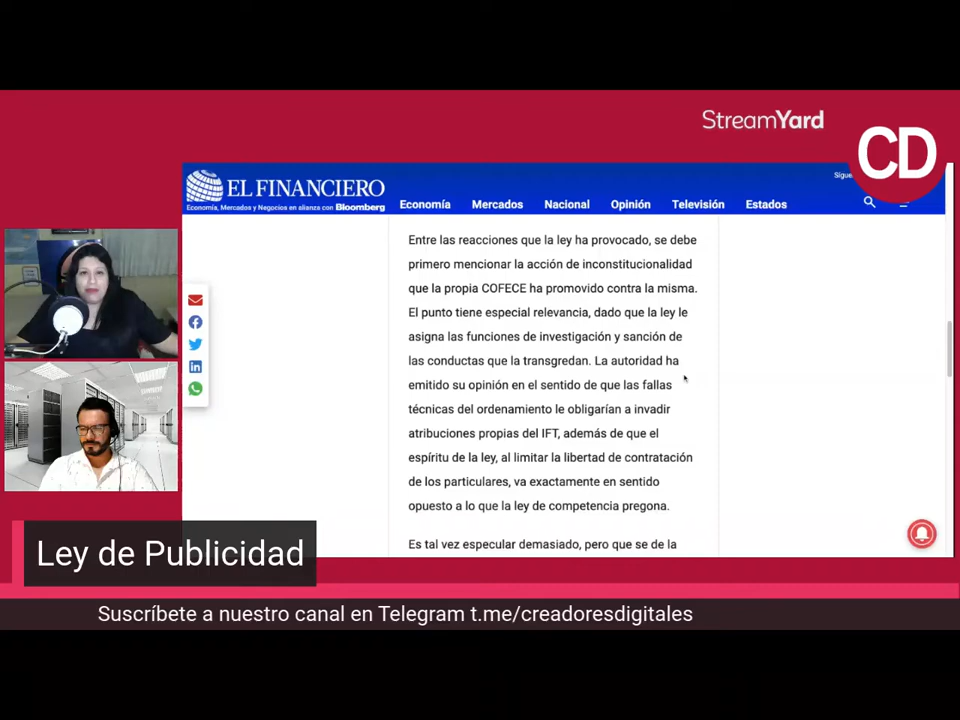 StreamYard
CD
EL FINANCIERO
Economía, Mercados y Negocios en alianza con Bloomberg
Economía Mercados Nacional Opinión Televisión Estados
Entre las reacciones que la ley ha provocado, se debe
primero mencionar la acción de inconstitucionalidad
que la propia COFECE ha promovido contra la misma.
El punto tiene especial relevancia, dado que la ley le
asigna las funciones de investigación y sanción de
las conductas que la transgredan. La autoridad ha
emitido su opinión en el sentido de que las fallas
técnicas del ordenamiento le obligarían a invadir
atribuciones propias del IFT, además de que el
espíritu de la ley, al limitar la libertad de contratación
de los particulares, va exactamente en sentido
opuesto a lo que la ley de competencia pregona.
Es tal vez especular demasiado, pero que se de la
Ley de Publicidad
Suscríbete a nuestro canal en Telegram t.me/creadoresdigitales